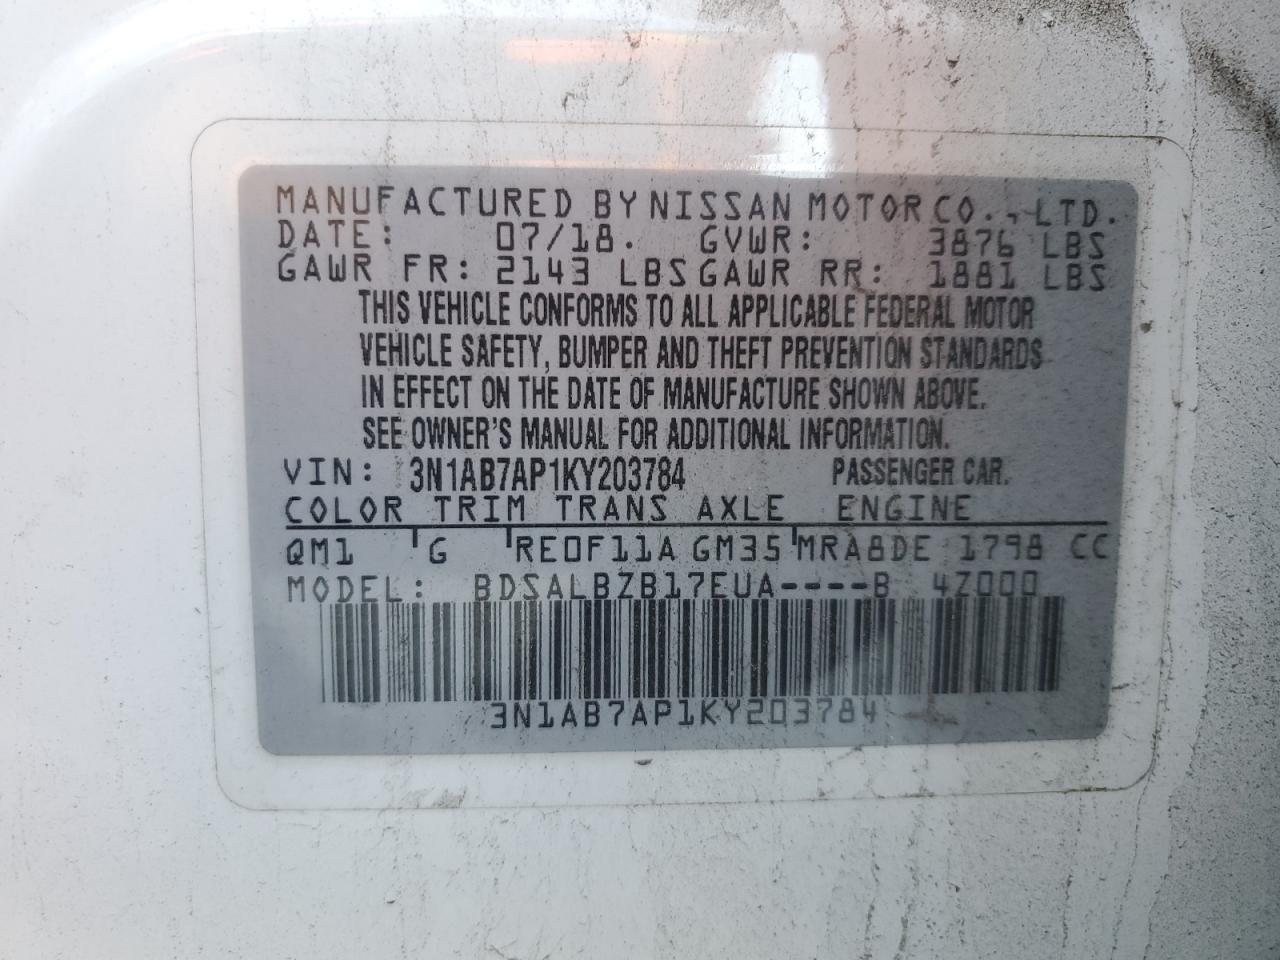 MANUFACTURED BY NISSAN MOTOR CO., LTD.
DATE: 07/18. GVWR: 3876 LBS
GAWR FR: 2143 LBS GAWR RR: 1881 LBS
THIS VEHICLE CONFORMS TO ALL APPLICABLE FEDERAL MOTOR
VEHICLE SAFETY, BUMPER AND THEFT PREVENTION STANDARDS
IN EFFECT ON THE DATE OF MANUFACTURE SHOWN ABOVE.
SEE OWNER'S MANUAL FOR ADDITIONAL INFORMATION.
VIN: 3N1AB7AP1KY203784 PASSENGER CAR.
COLOR TRIM TRANS AXLE ENGINE
QM1 G RE0F11A GM35 MRA8DE 1798 CC
MODEL: BDSALBZB17EUA----B 4Z000
3N1AB7AP1KY203784